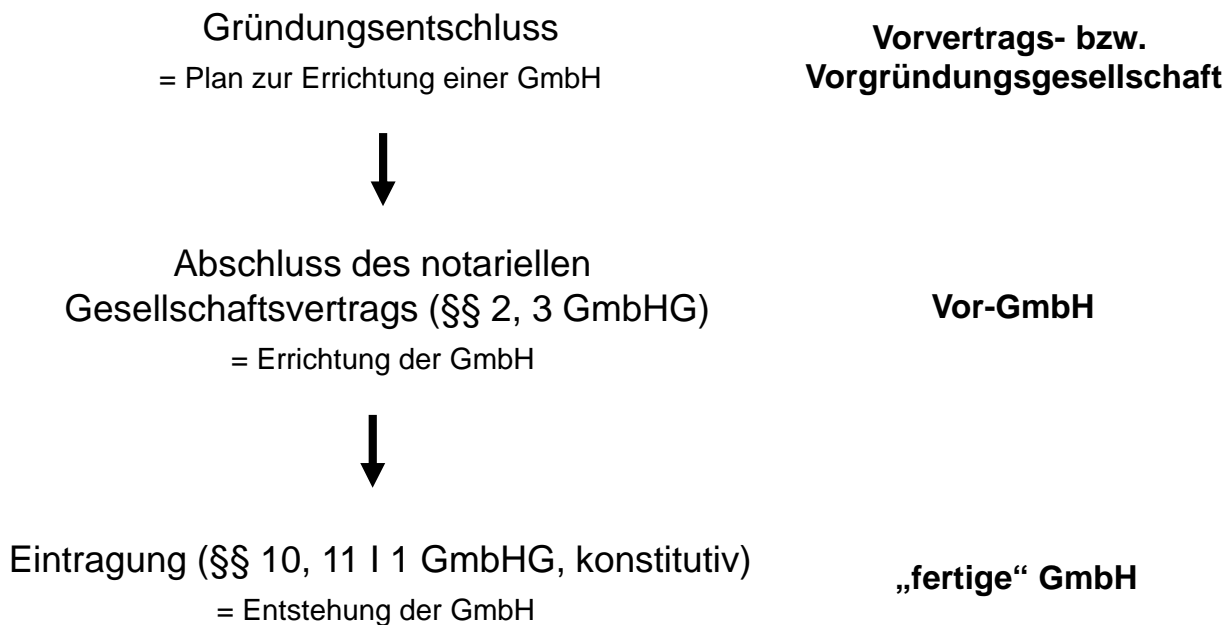 Gründungsentschluss
= Plan zur Errichtung einer GmbH
Vorvertrags- bzw.
Vorgründungsgesellschaft
Abschluss des notariellen
Gesellschaftsvertrags (§§ 2, 3 GmbHG)
= Errichtung der GmbH
Vor-GmbH
Eintragung (§§ 10, 11 I 1 GmbHG, konstitutiv)
= Entstehung der GmbH
„fertige“ GmbH